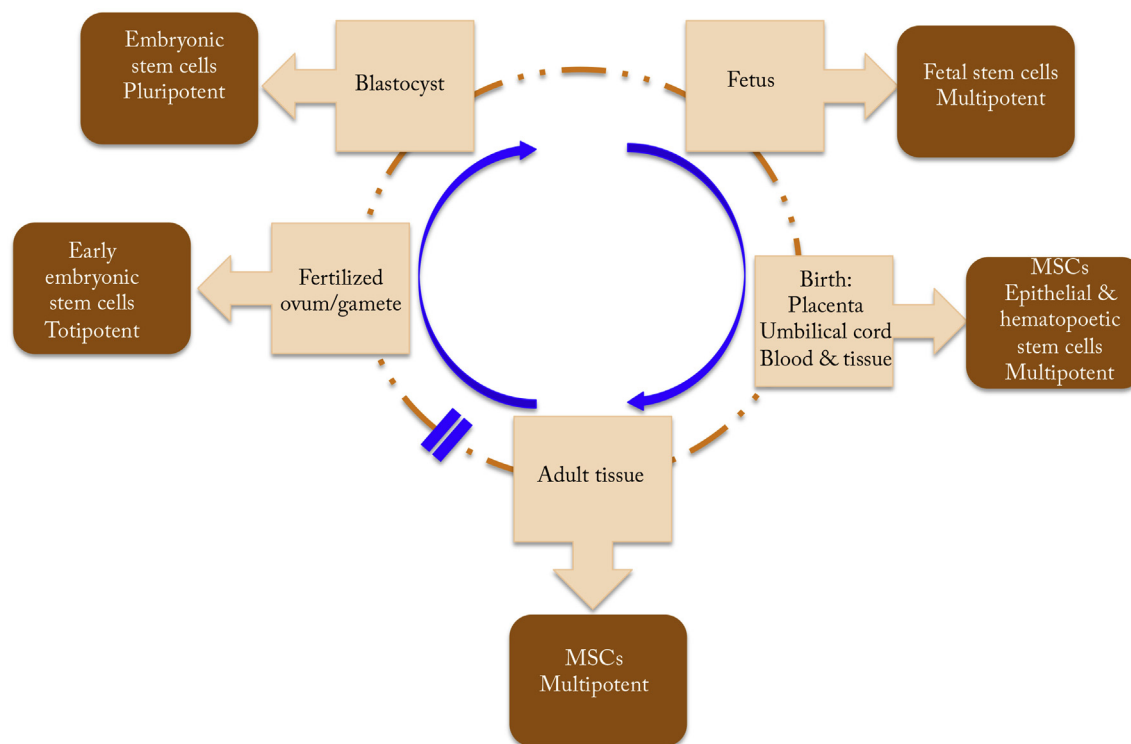 Embryonic
stem cells
Pluripotent
Blastocyst
Fetus
Fetal stem cells
Multipotent
Early
embryonic
stem cells
Totipotent
Fertilized
ovum/gamete
Birth:
Placenta
Umbilical cord
Blood & tissue
MSCs
Epithelial &
hematopoetic
stem cells
Multipotent
Adult tissue
MSCs
Multipotent